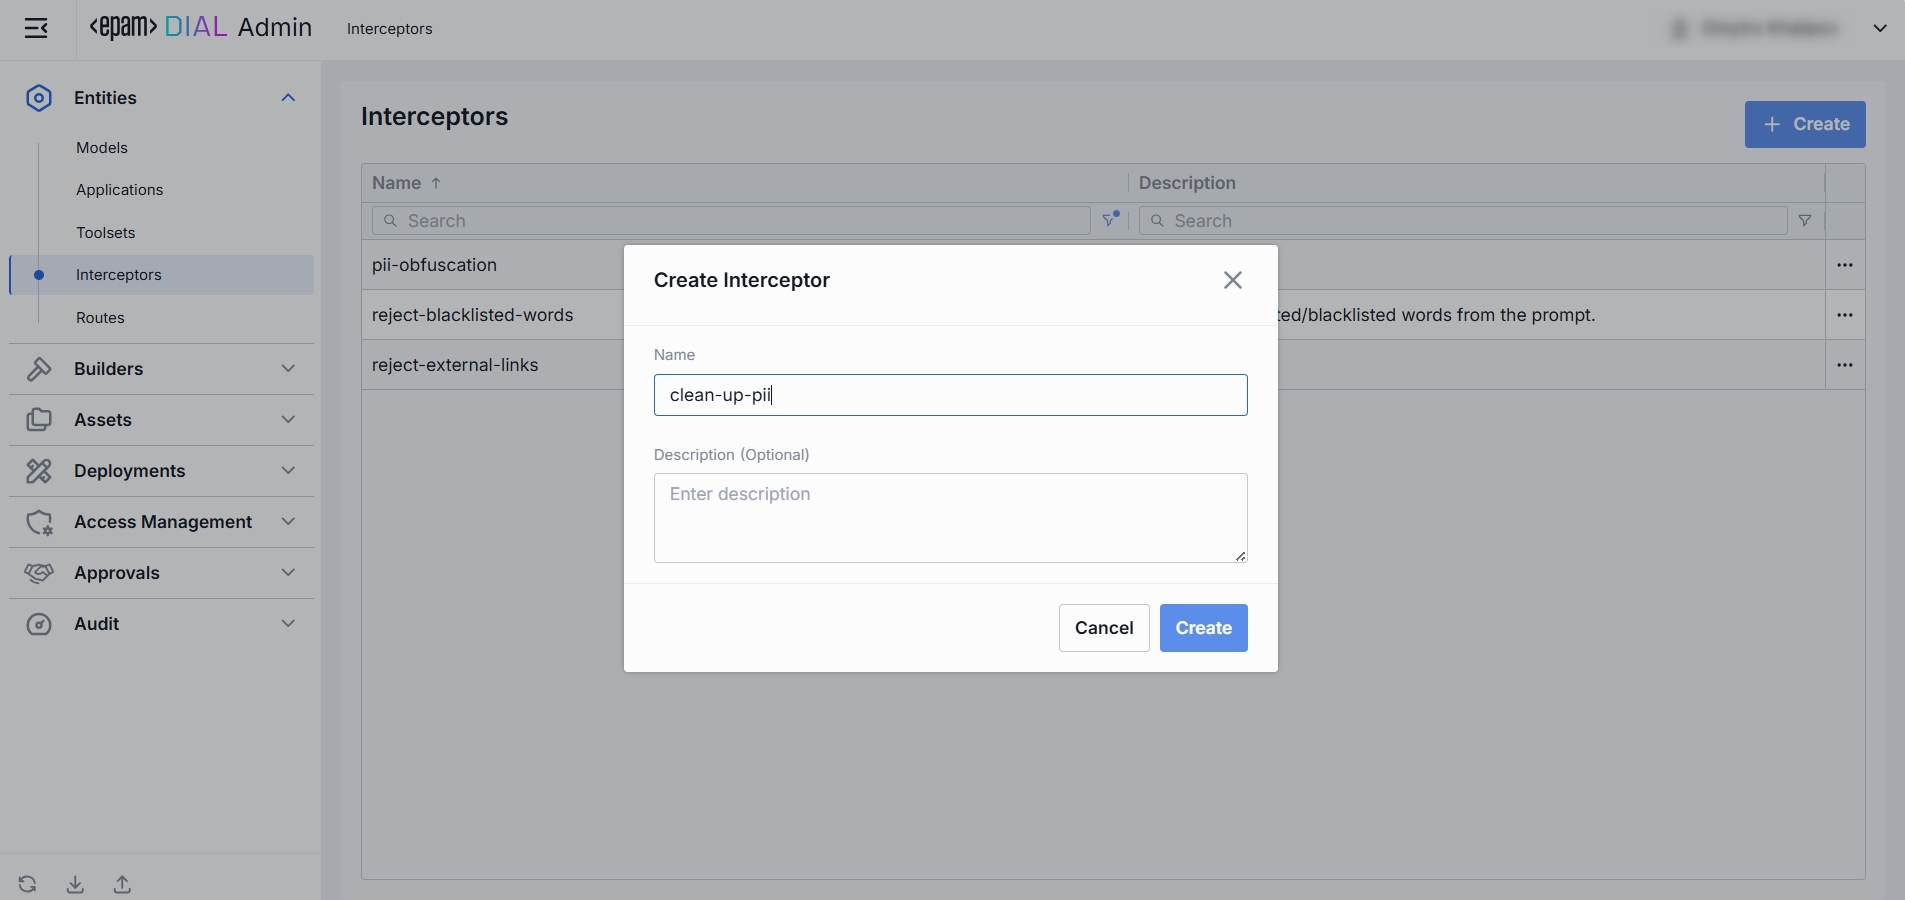 <epam> DIAL Admin
Interceptors
Entities
Models
Applications
Toolsets
Interceptors
Routes
Builders
Assets
Deployments
Access Management
Approvals
Audit
Interceptors
+ Create
Name ↑
Description
Search
Search
pii-obfuscation
reject-blacklisted-words
ted/blacklisted words from the prompt.
reject-external-links
Create Interceptor
Name
clean-up-pii
Description (Optional)
Enter description
Cancel
Create